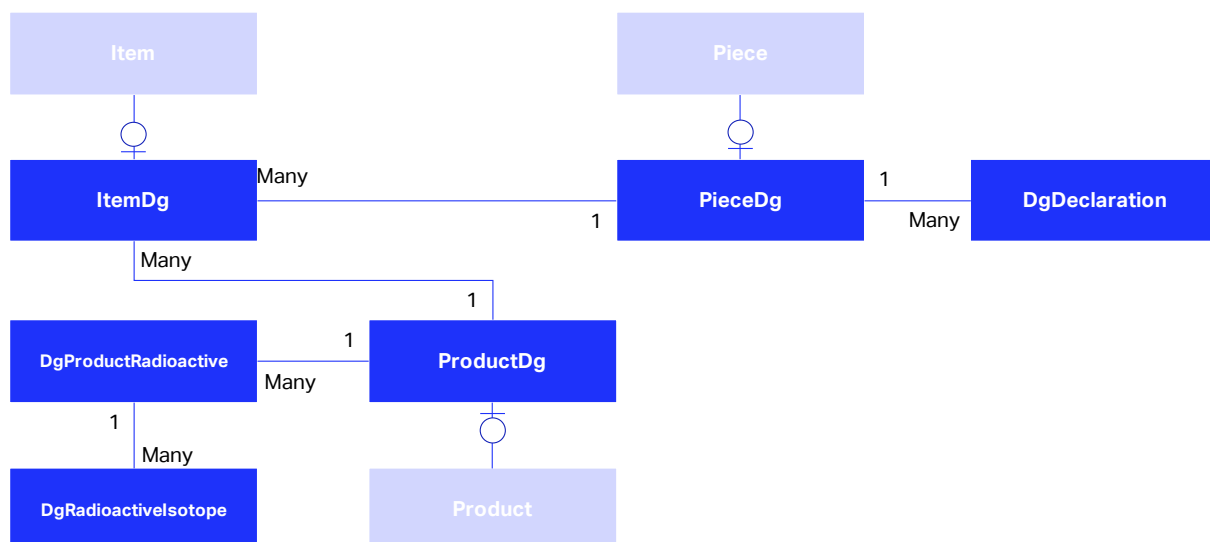 Item
Piece
Many
ItemDg
1
PieceDg
1
Many
DgDeclaration
Many
1
DgProductRadioactive
1
Many
ProductDg
1
Many
DgRadioactiveIsotope
Product